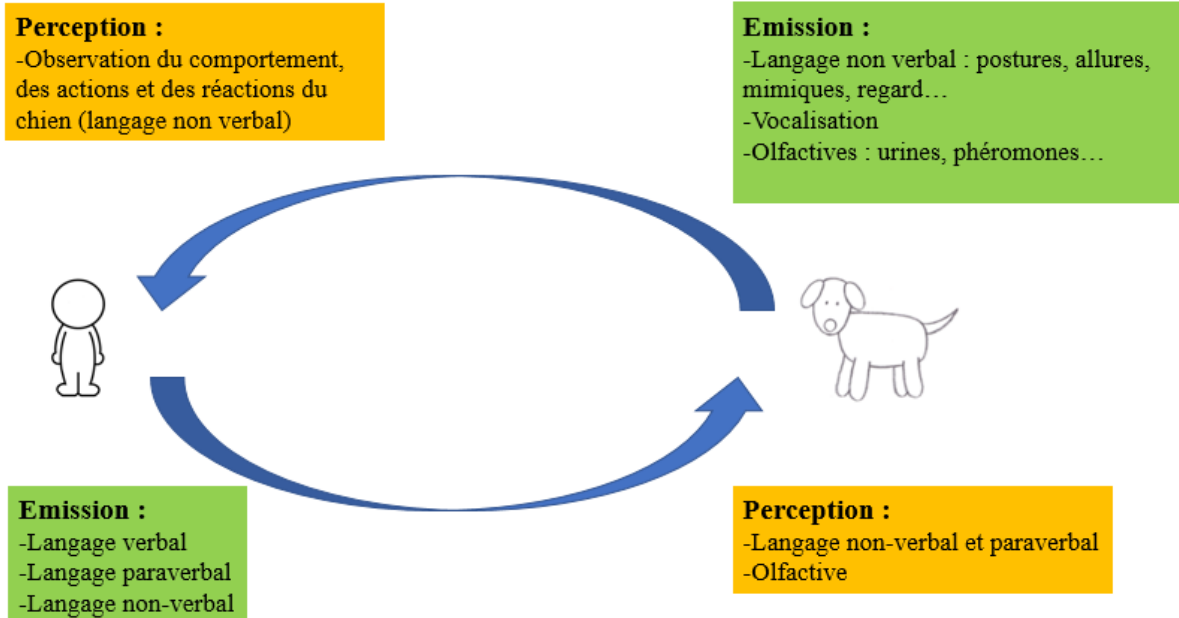 Perception :
-Observation du comportement,
des actions et des réactions du
chien (langage non verbal)
Emission :
-Langage non verbal : postures, allures,
mimiques, regard…
-Vocalisation
-Olfactives : urines, phéromones…
Emission :
-Langage verbal
-Langage paraverbal
-Langage non-verbal
Perception :
-Langage non-verbal et paraverbal
-Olfactive